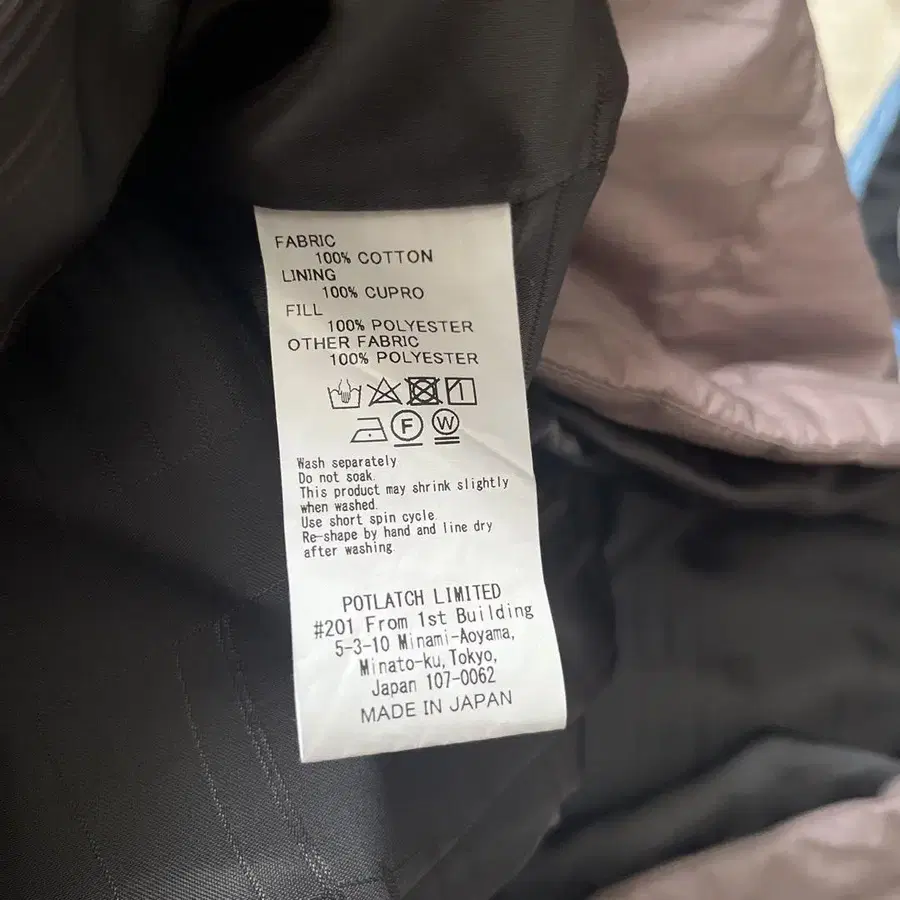 FABRIC
100% COTTON
LINING
100% CUPRO
FILL
100% POLYESTER
OTHER FABRIC
100% POLYESTER
F W
Wash separately
Do not soak.
This product may shrink slightly
when washed.
Use short spin cycle.
Re-shape by hand and line dry
after washing.
POTLATCH LIMITED
#201 From 1st Building
5-3-10 Minami-Aoyama,
Minato-ku, Tokyo,
Japan 107-0062
MADE IN JAPAN